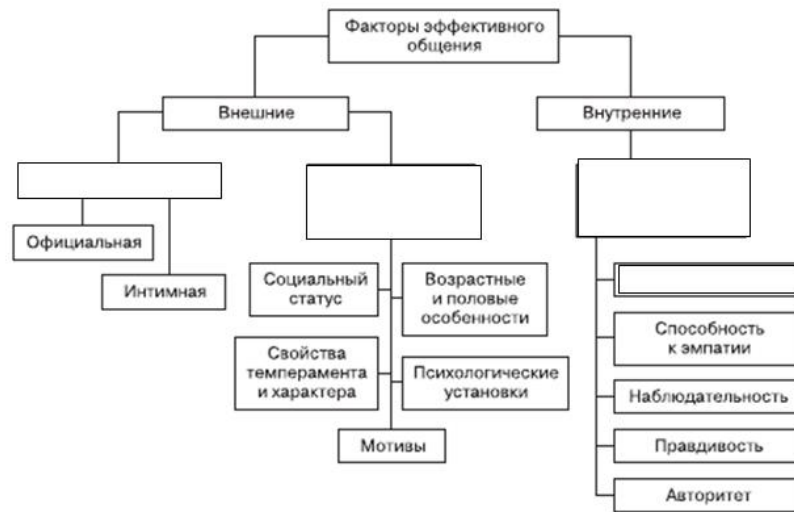 Факторы эффективного
общения
Внешние
Внутренние
Официальная
Интимная
Социальный
статус
Возрастные
и половые
особенности
Свойства
темперамента
и характера
Психологические
установки
Мотивы
Способность
к эмпатии
Наблюдательность
Правдивость
Авторитет